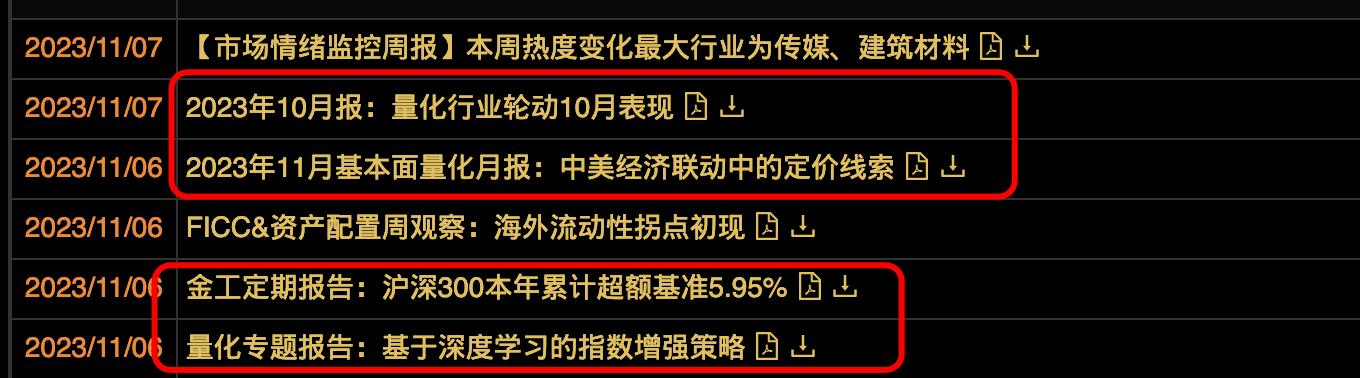 2023/11/07 【市场情绪监控周报】本周热度变化最大行业为传媒、建筑材料
2023/11/07 2023年10月报：量化行业轮动10月表现
2023/11/06 2023年11月基本面量化月报：中美经济联动中的定价线索
2023/11/06 FICC&资产配置周观察：海外流动性拐点初现
2023/11/06 金工定期报告：沪深300本年累计超额基准5.95%
2023/11/06 量化专题报告：基于深度学习的指数增强策略